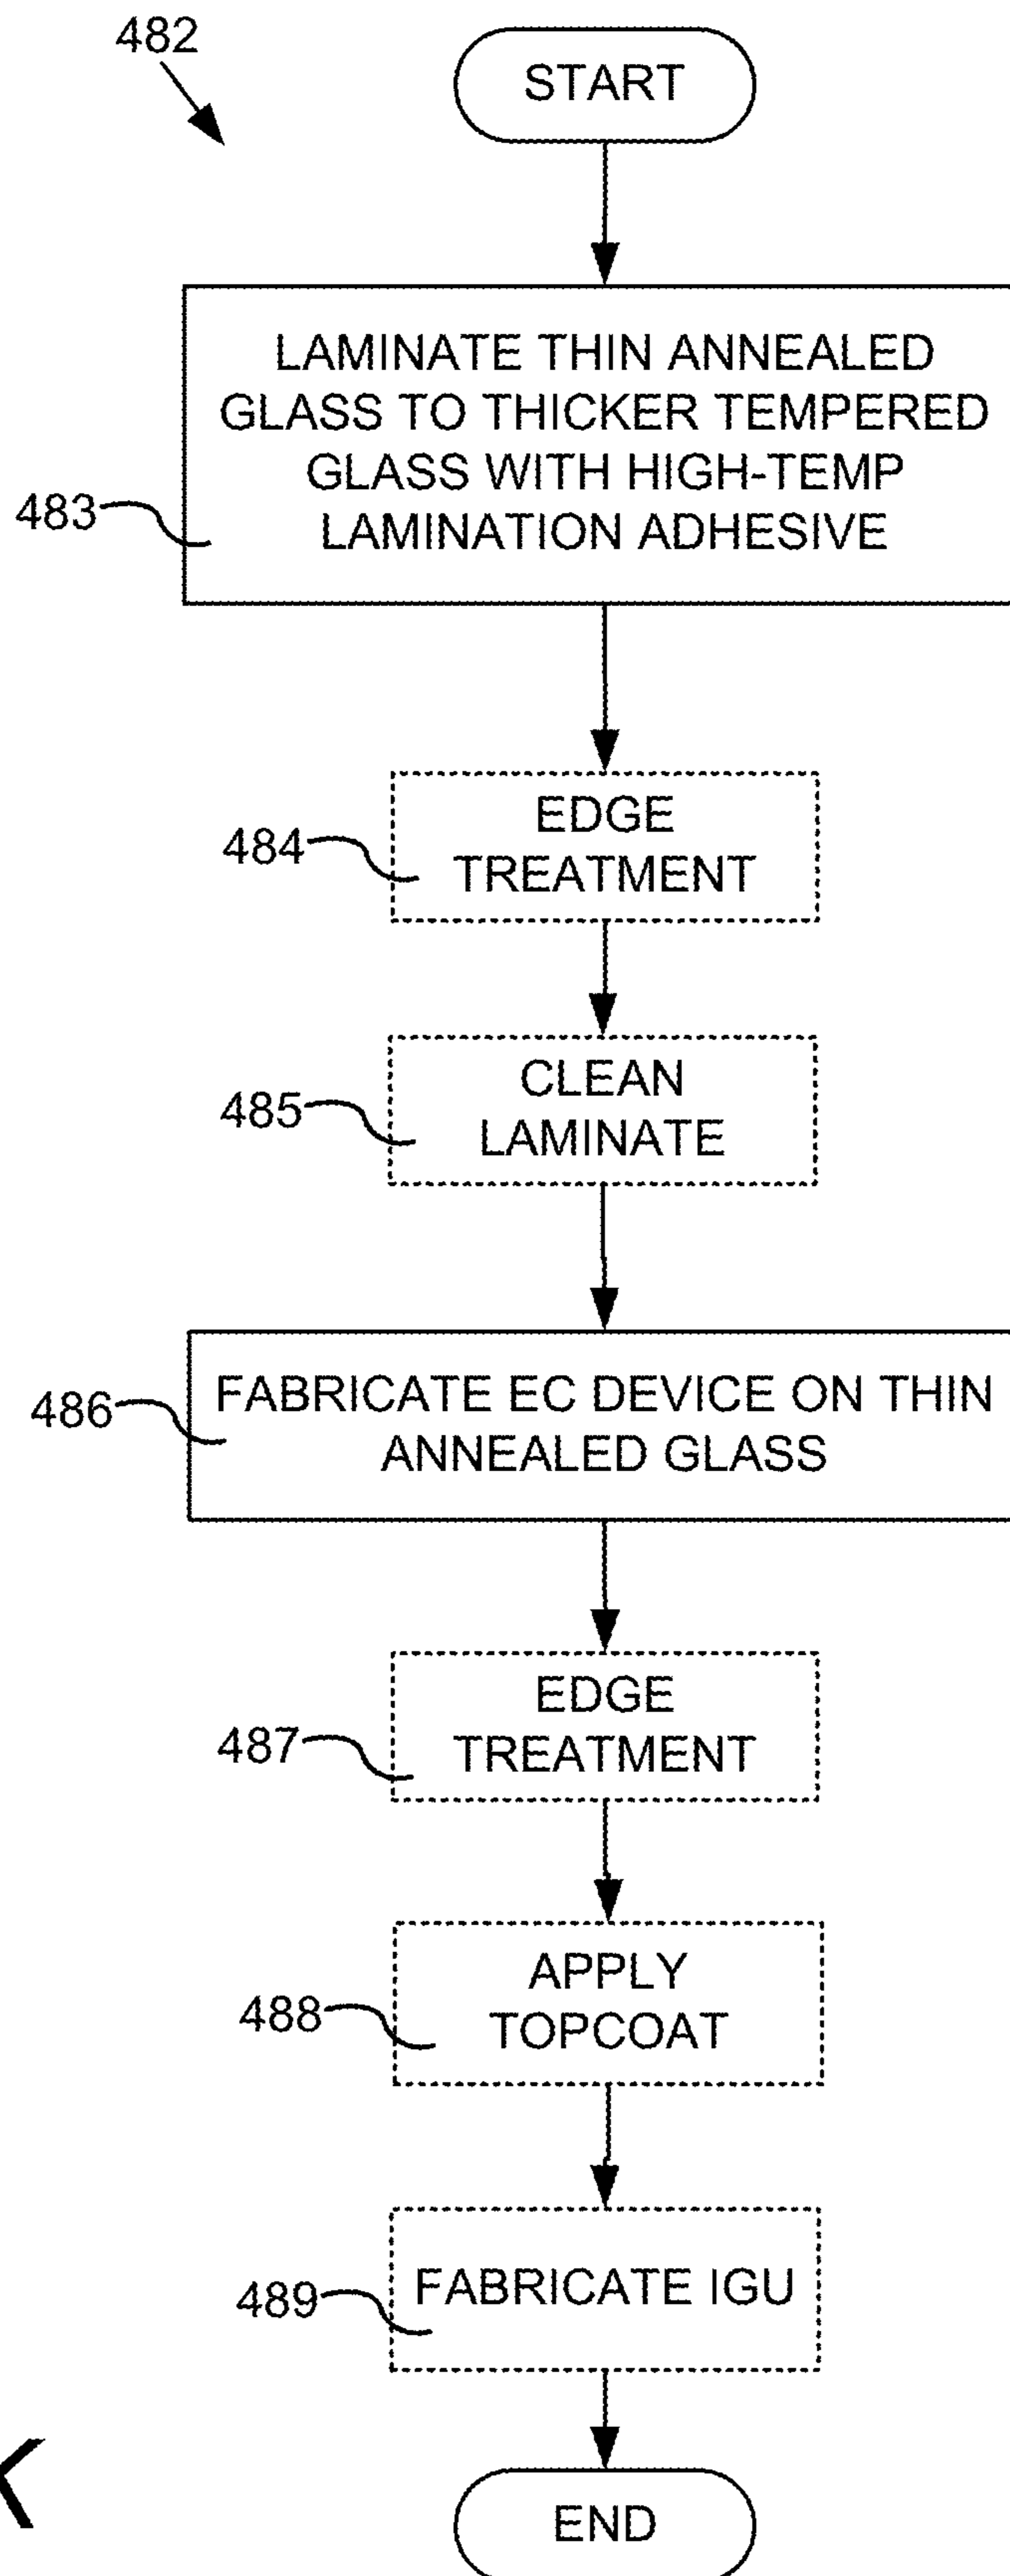 482
START
LAMINATE THIN ANNEALED
GLASS TO THICKER TEMPERED
GLASS WITH HIGH-TEMP
LAMINATION ADHESIVE
483
EDGE
TREATMENT
484
CLEAN
LAMINATE
485
FABRICATE EC DEVICE ON THIN
ANNEALED GLASS
486
EDGE
TREATMENT
487
APPLY
TOPCOAT
488
FABRICATE IGU
489
END